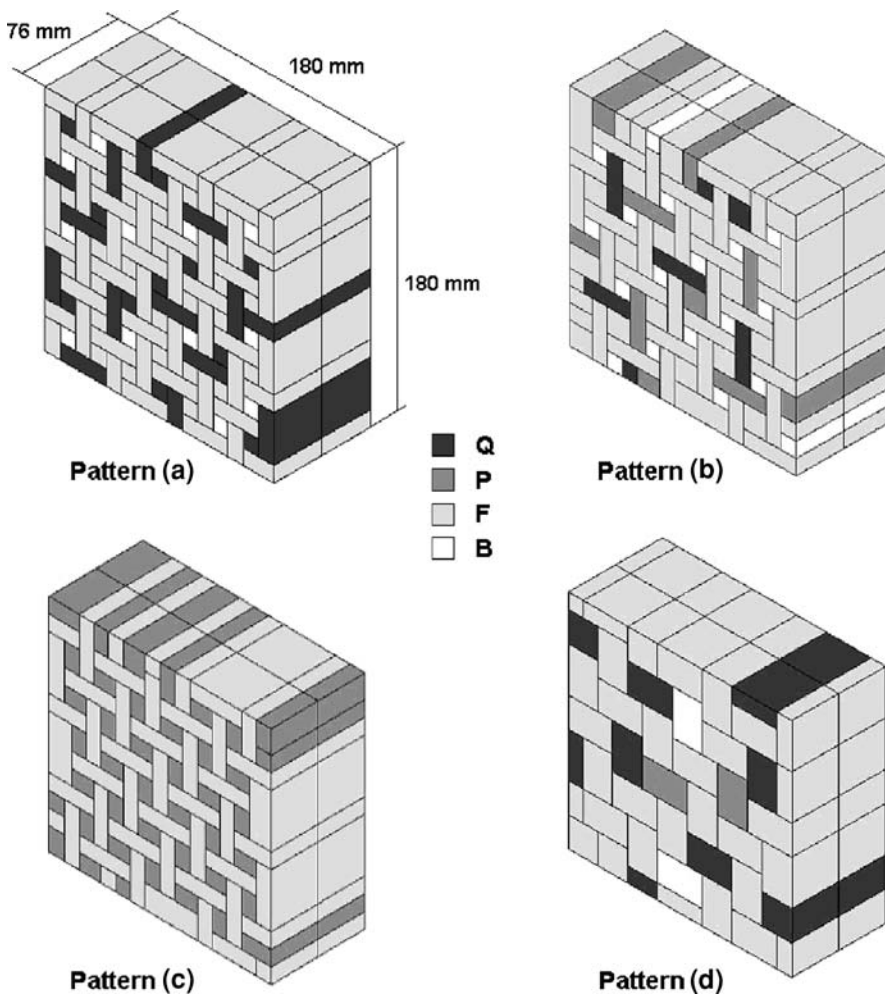 76 mm
180 mm
180 mm
Pattern (a)
Pattern (b)
Q
P
F
B
Pattern (c)
Pattern (d)